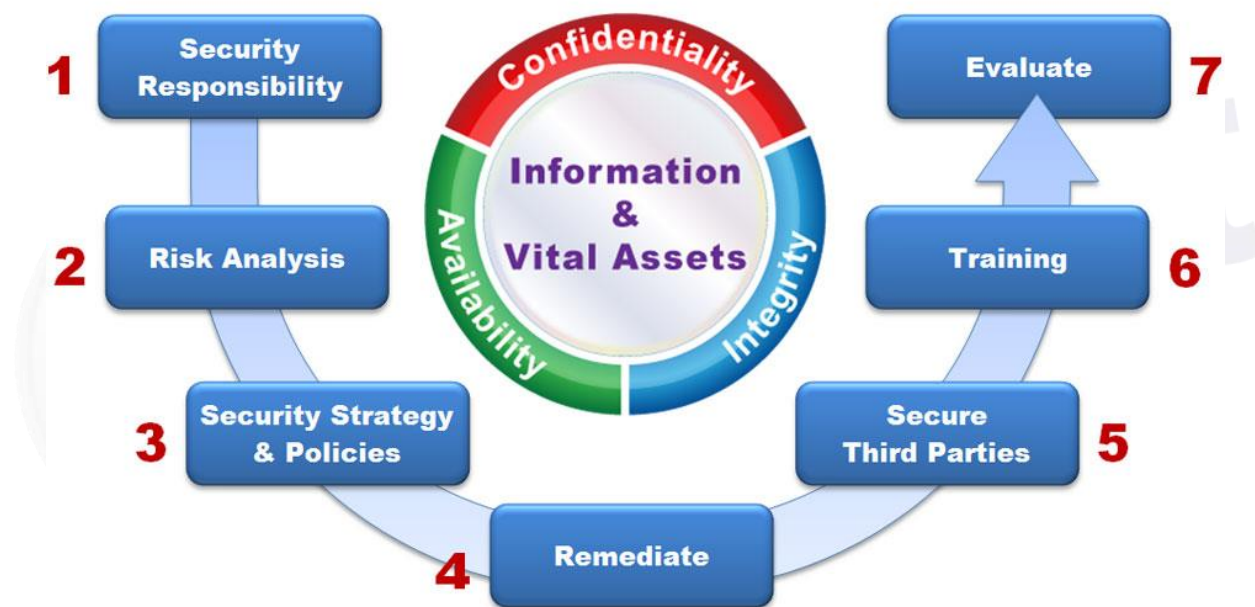 1
Security
Responsibility
2
Risk Analysis
3
Security Strategy
& Policies
4
Remediate
5
Secure
Third Parties
6
Training
7
Evaluate
Confidentiality
Availability
Integrity
Information
&
Vital Assets